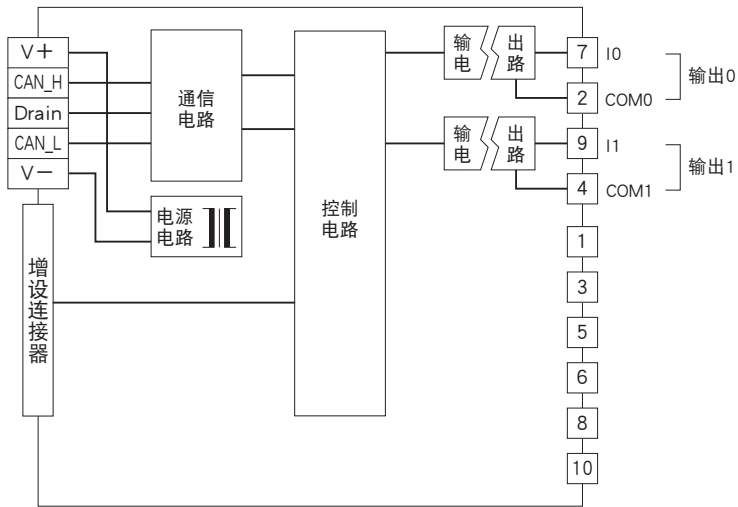 V+
CAN_H
Drain
CAN_L
V−
通信
电路
电源
电路
增设连接器
控制
电路
输出
电路
输出
电路
7
I0
2
COM0
输出0
9
I1
4
COM1
输出1
1
3
5
6
8
10